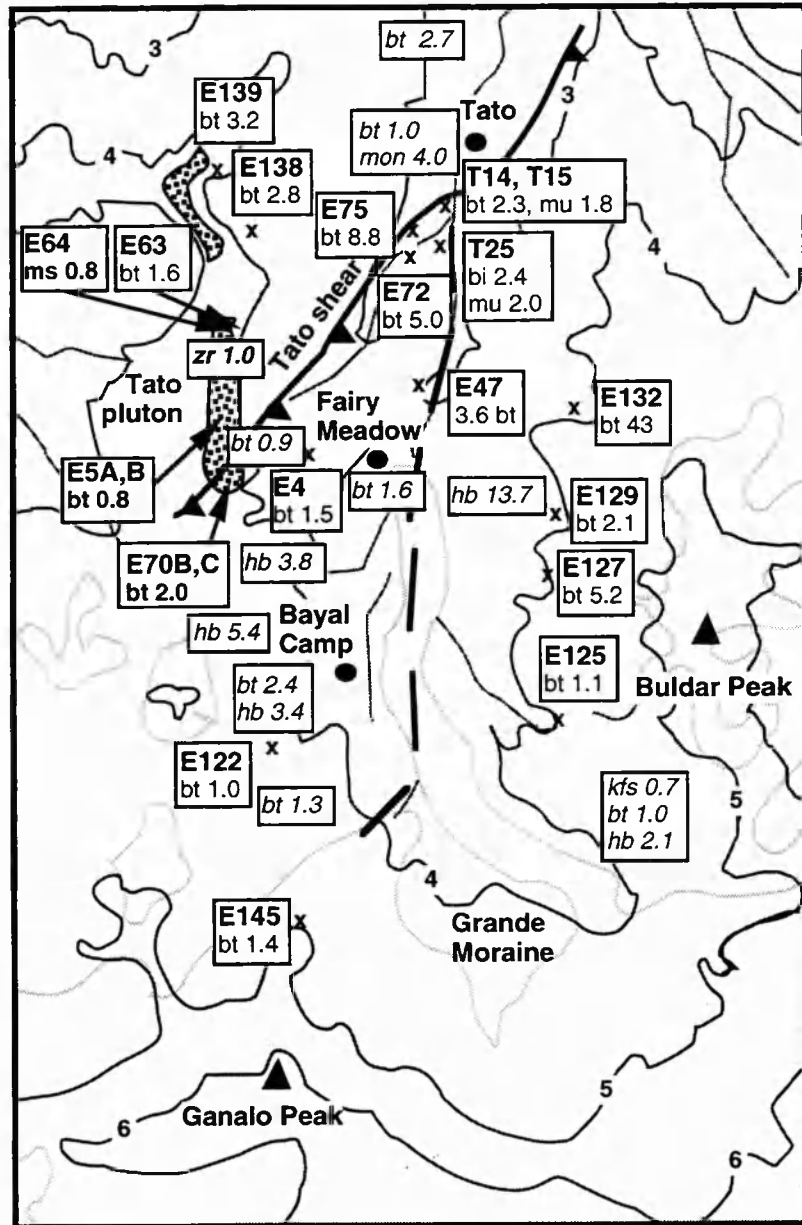 3
bt 2.7
E139
bt 3.2
Tato
3
bt 1.0
mon 4.0
4
E138
bt 2.8
T14, T15
bt 2.3, mu 1.8
E75
bt 8.8
E64
ms 0.8
E63
bt 1.6
T25
bi 2.4
mu 2.0
4
Tato shear
E72
bt 5.0
zr 1.0
Tato
pluton
E47
3.6 bt
E132
bt 43
Fairy
Meadow
bt 0.9
E5A,B
bt 0.8
E4
bt 1.5
bt 1.6
hb 13.7
E129
bt 2.1
E70B,C
bt 2.0
hb 3.8
E127
bt 5.2
hb 5.4
Bayal
Camp
E125
bt 1.1
Buldar Peak
bt 2.4
hb 3.4
E122
bt 1.0
bt 1.3
kfs 0.7
bt 1.0
hb 2.1
5
4
E145
bt 1.4
Grande
Moraine
5
Ganalo Peak
6
6